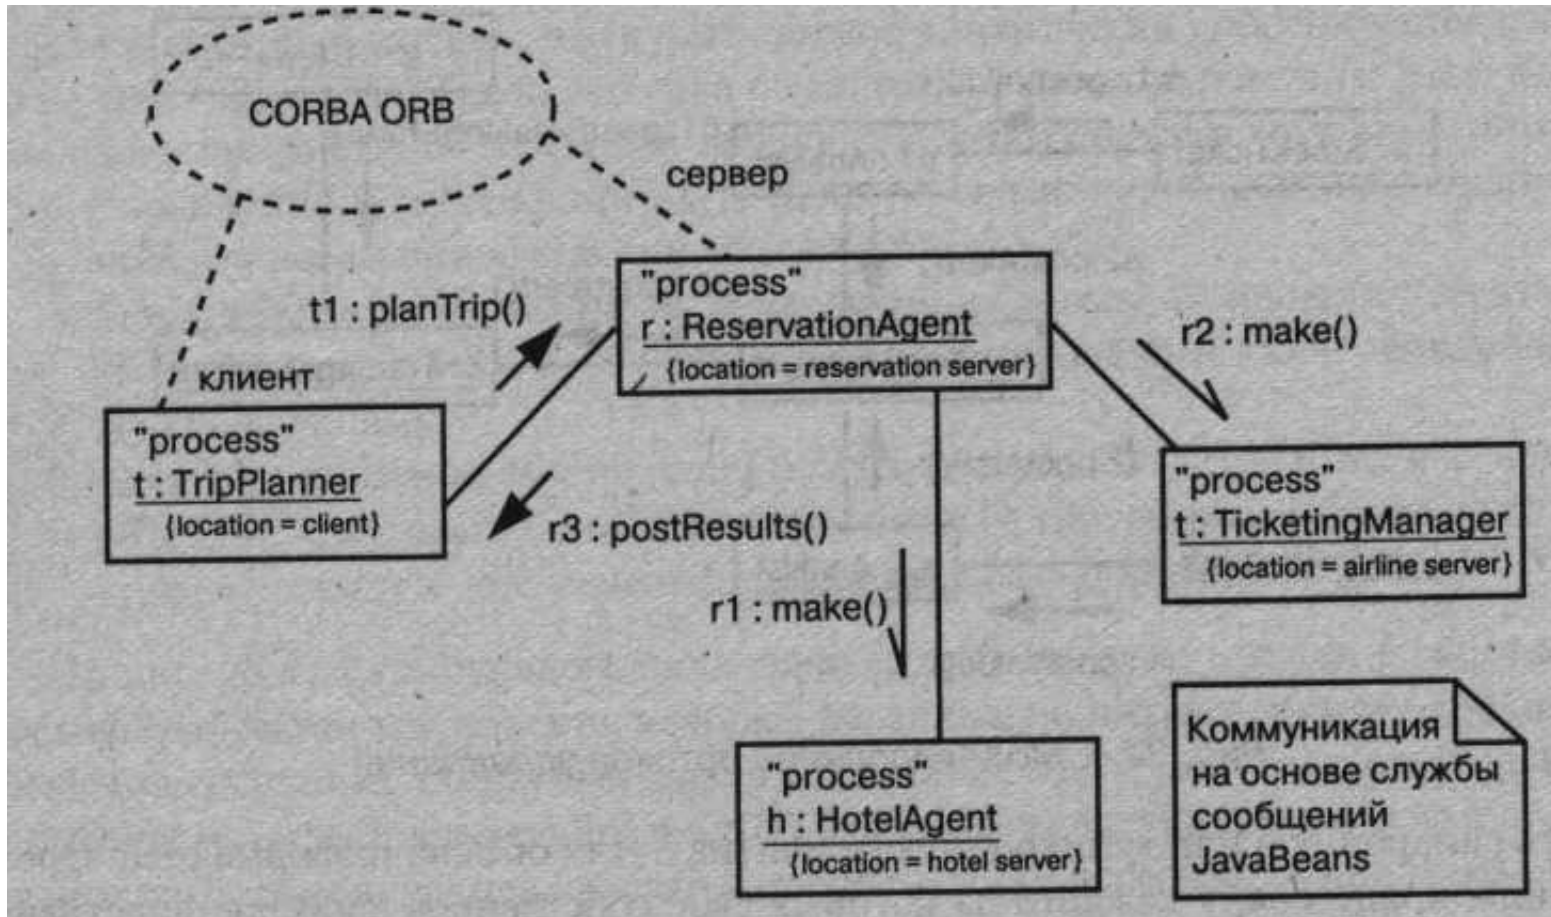 CORBA ORB
сервер
t1 : planTrip()
клиент
"process"
r : ReservationAgent
{location = reservation server}
r2 : make()
"process"
t : TripPlanner
{location = client}
r3 : postResults()
"process"
t : TicketingManager
{location = airline server}
r1 : make()
"process"
h : HotelAgent
{location = hotel server}
Коммуникация
на основе службы
сообщений
JavaBeans